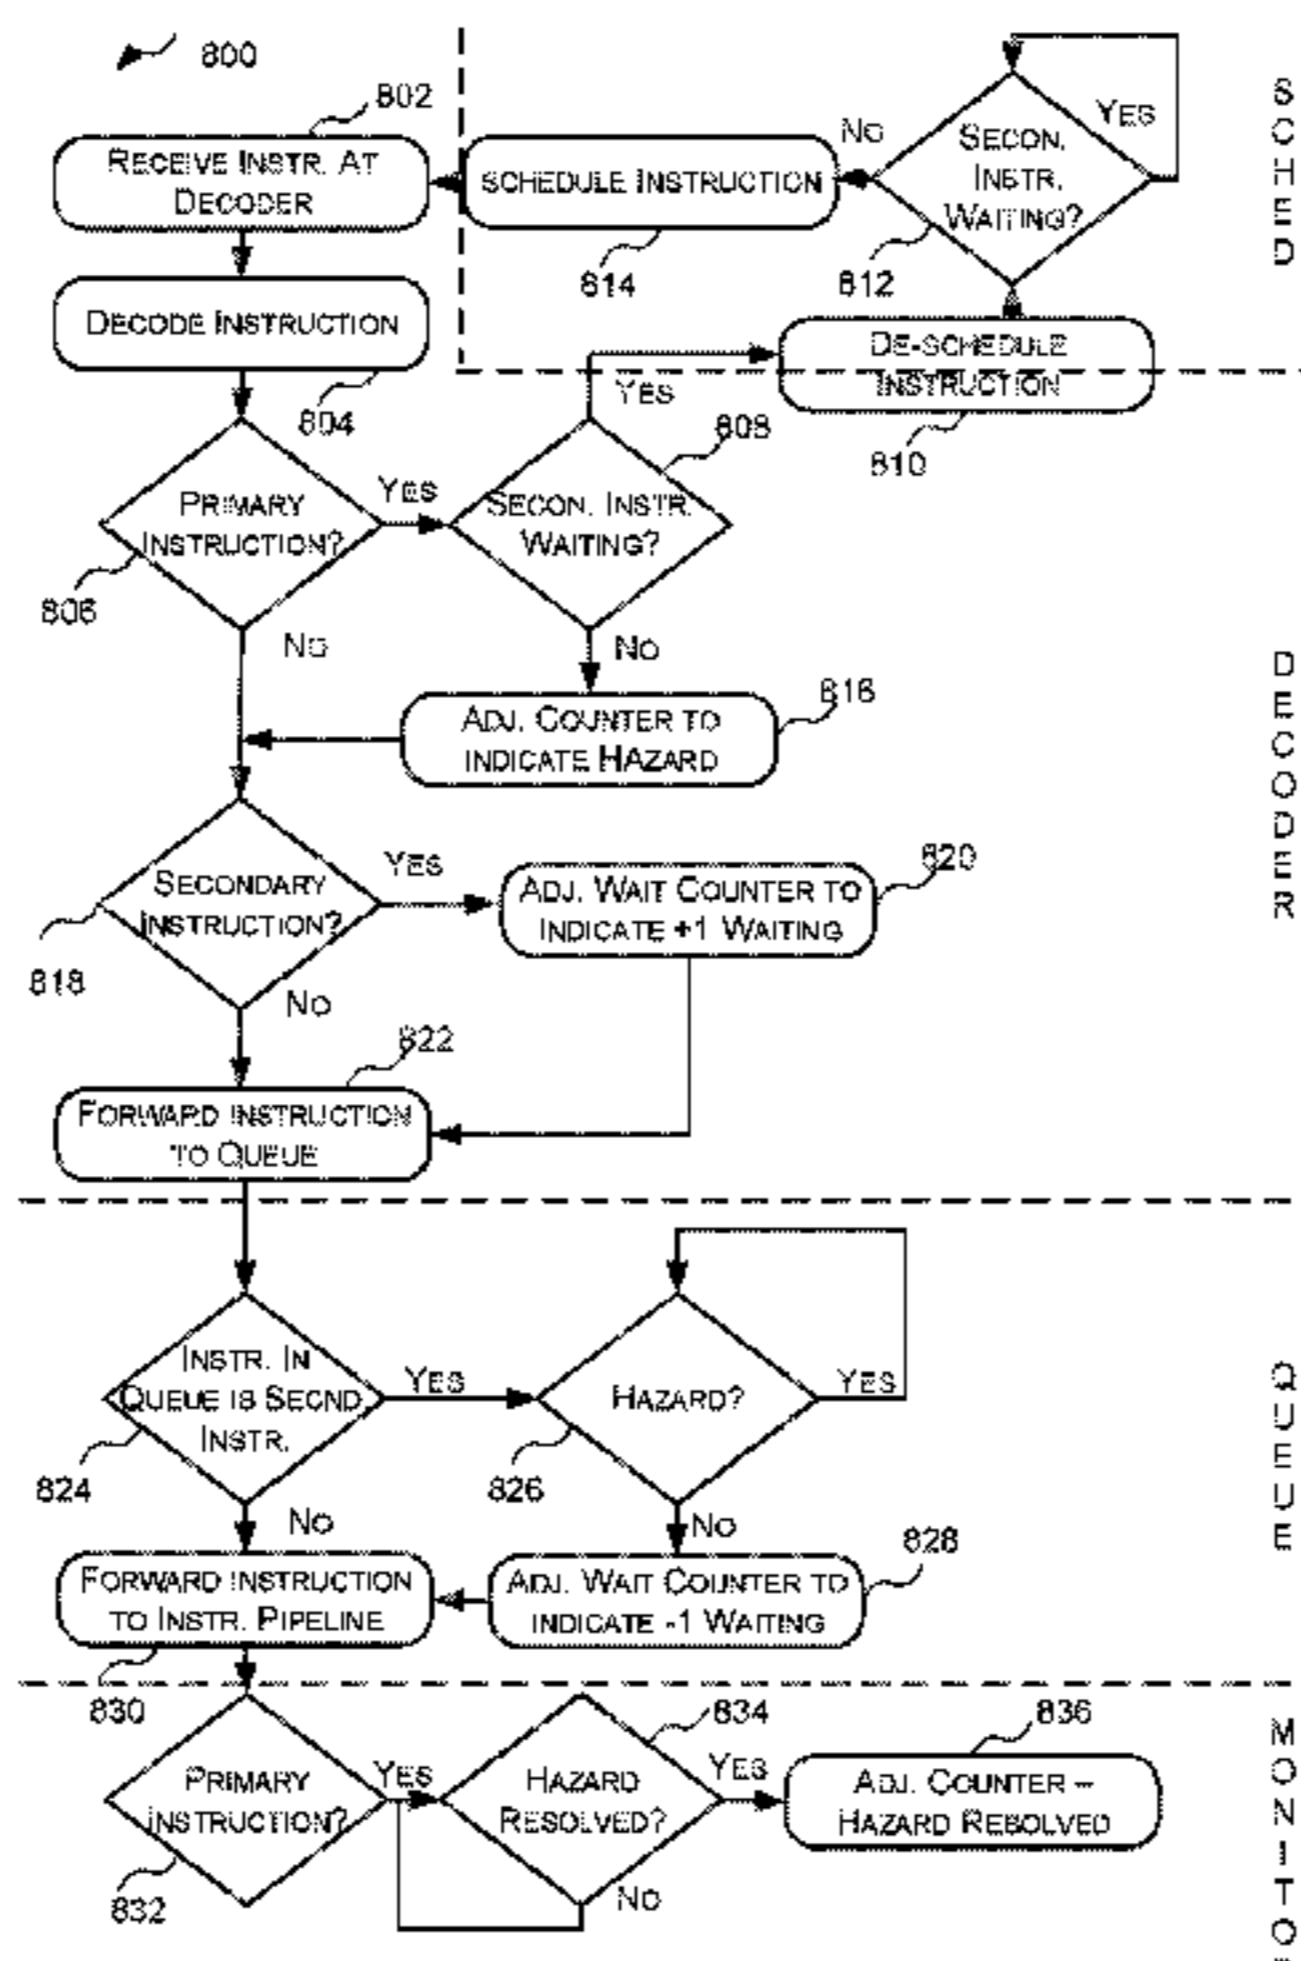 800
802
RECEIVE INSTR. AT
DECODER
SCHEDULE INSTRUCTION
814
NO
SECON.
INSTR.
WAITING?
YES
812
SCHED
DECODE INSTRUCTION
804
DE-SCHEDULE
INSTRUCTION
810
PRIMARY
INSTRUCTION?
806
YES
NO
SECON. INSTR.
WAITING?
808
YES
NO
ADJ. COUNTER TO
INDICATE HAZARD
816
DECODER
SECONDARY
INSTRUCTION?
818
YES
NO
ADJ. WAIT COUNTER TO
INDICATE +1 WAITING
820
822
FORWARD INSTRUCTION
TO QUEUE
INSTR. IN
QUEUE IS SECND
INSTR.
824
YES
NO
HAZARD?
826
YES
NO
QUEUE
FORWARD INSTRUCTION
TO INSTR. PIPELINE
830
ADJ. WAIT COUNTER TO
INDICATE -1 WAITING
828
PRIMARY
INSTRUCTION?
832
YES
HAZARD
RESOLVED?
834
YES
NO
ADJ. COUNTER –
HAZARD RESOLVED
836
MONITO